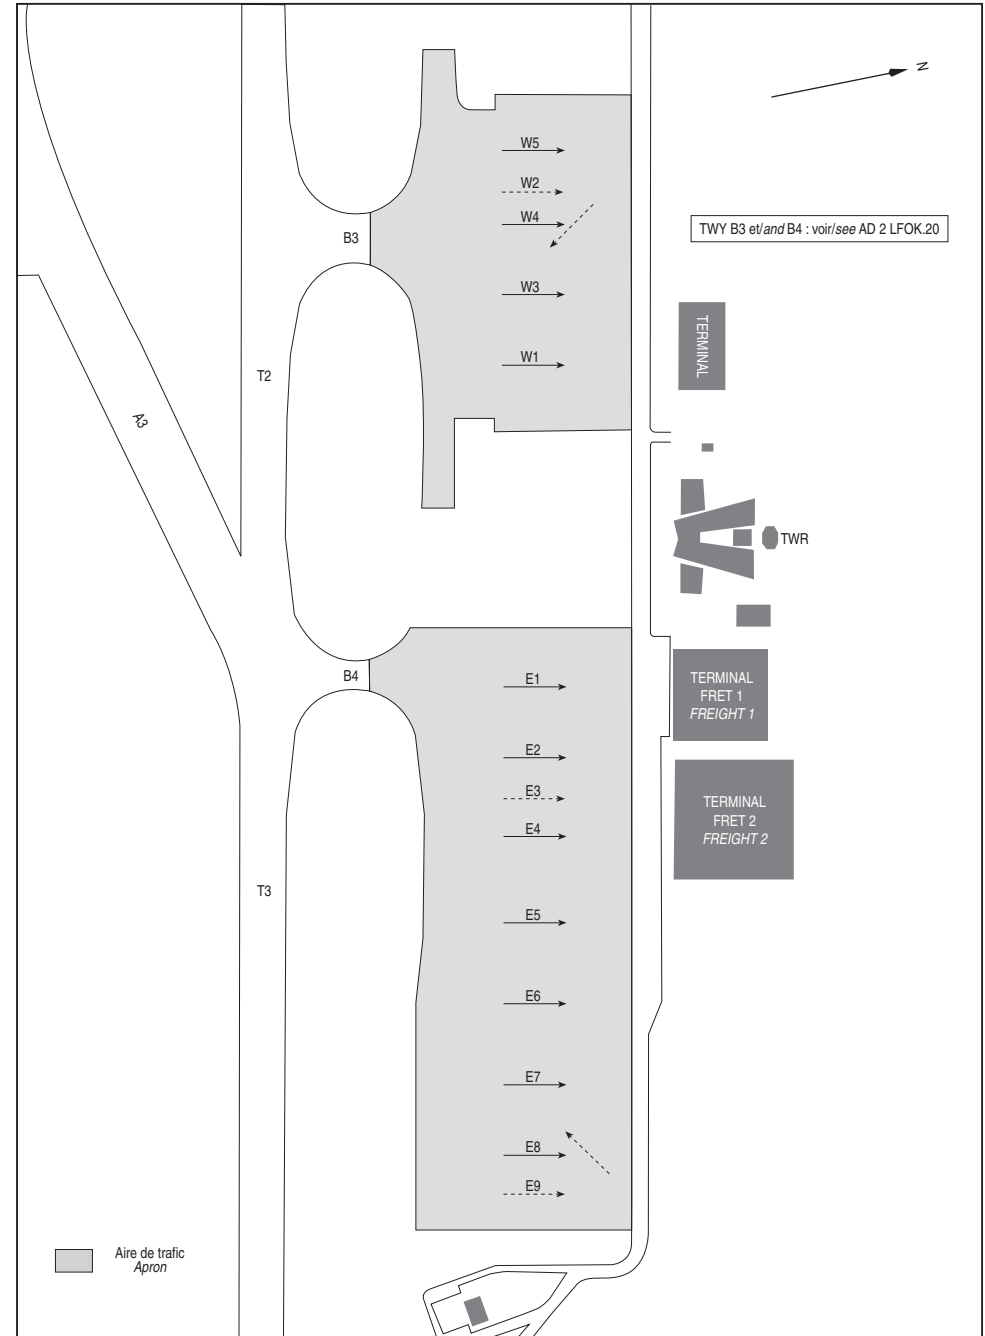 N
W5
W2
W4
B3
TWY B3 et/and B4 : voir/see AD 2 LFOK.20
W3
TERMINAL
W1
T2
A3
TWR
B4
E1
TERMINAL
FRET 1
FREIGHT 1
E2
E3
TERMINAL
FRET 2
FREIGHT 2
E4
T3
E5
E6
E7
E8
E9
Aire de trafic
Apron